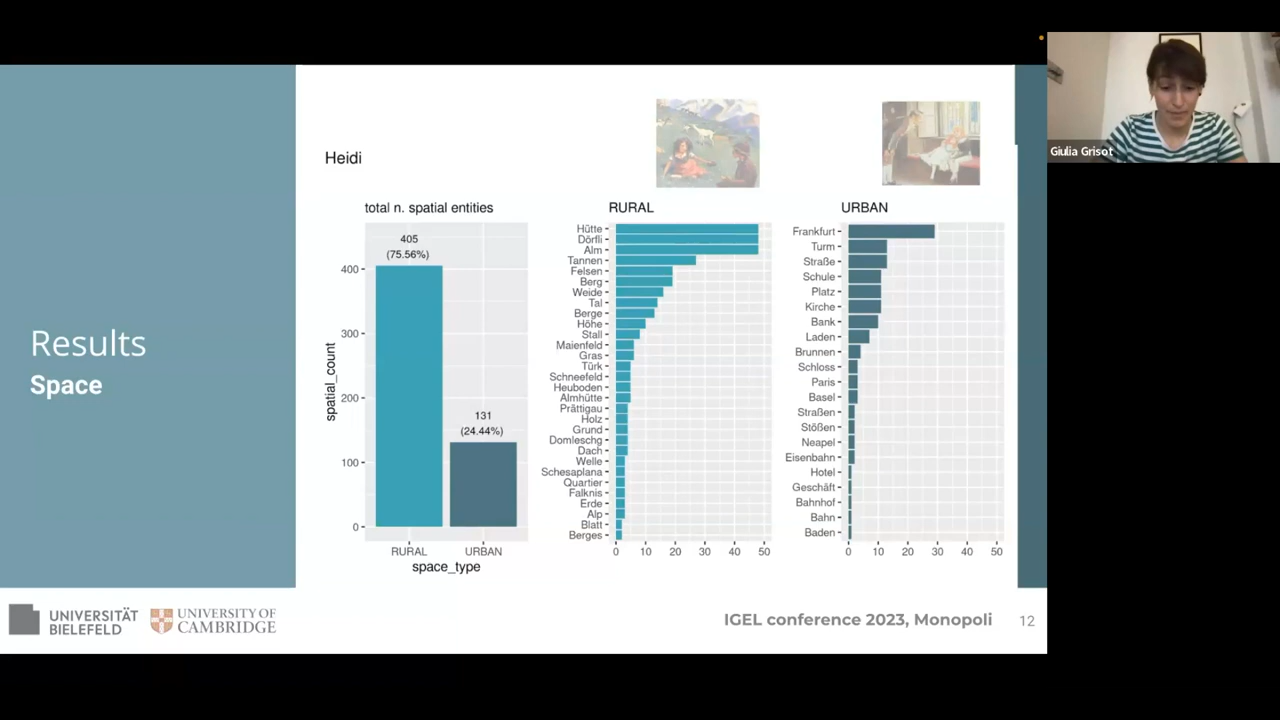 Giulia Grisot
Results
Space
Heidi
total n. spatial entities
405
(75.56%)
131
(24.44%)
400
300
200
100
0
spatial_count
RURAL URBAN
space_type
RURAL
Hütte
Dörfli
Alm
Tannen
Felsen
Berg
Weide
Tal
Berge
Höhe
Stall
Maienfeld
Gras
Türk
Schneefeld
Heuboden
Almhütte
Prättigau
Holz
Grund
Domleschg
Dach
Welle
Schesaplana
Quartier
Falknis
Erde
Alp
Blatt
Berges
0 10 20 30 40 50
URBAN
Frankfurt
Turm
Straße
Schule
Platz
Kirche
Bank
Laden
Brunnen
Schloss
Paris
Basel
Straßen
Stößen
Neapel
Eisenbahn
Hotel
Geschäft
Bahnhof
Bahn
Baden
0 10 20 30 40 50
UNIVERSITÄT
BIELEFELD
UNIVERSITY OF
CAMBRIDGE
IGEL conference 2023, Monopoli
12